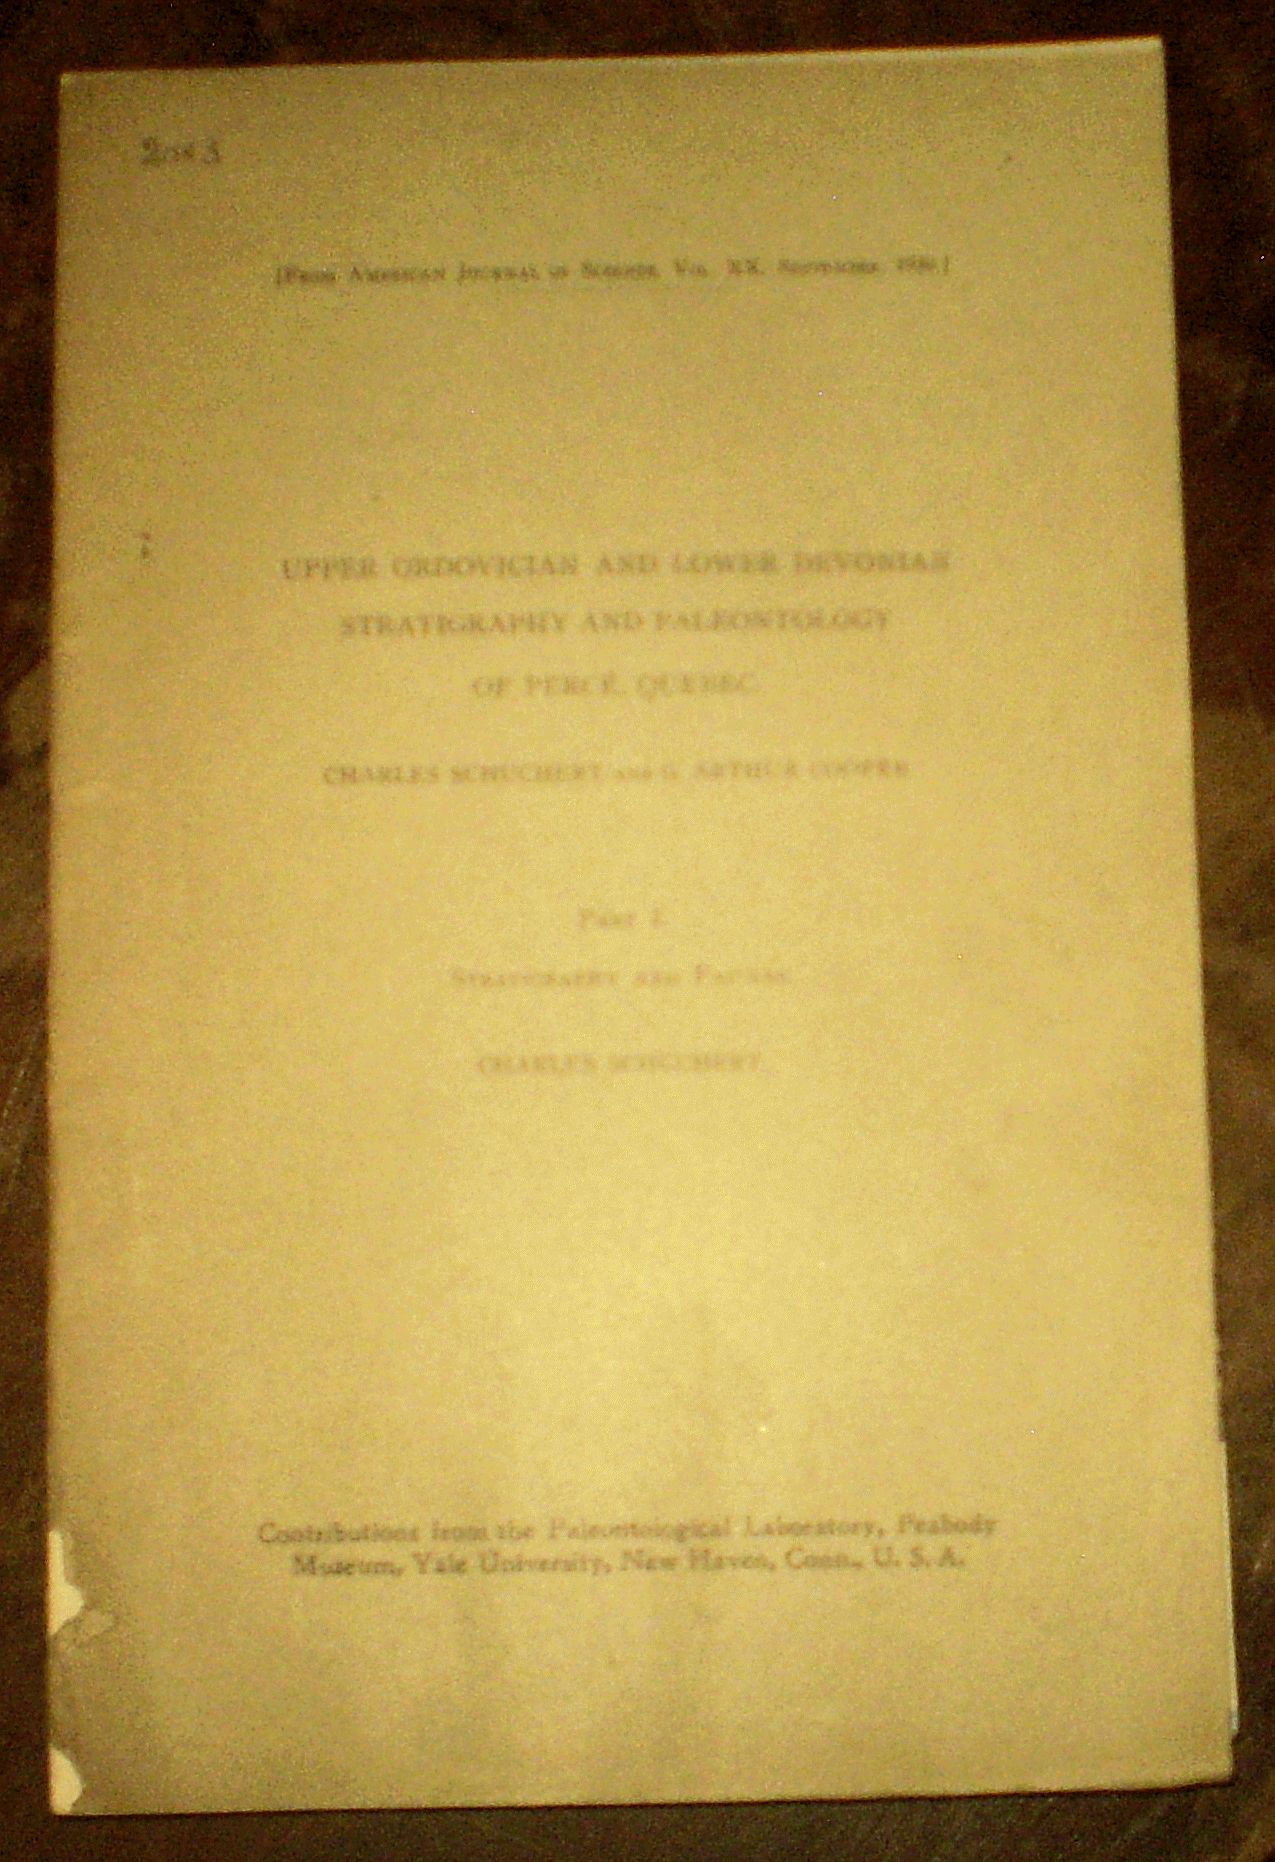 [FROM AMERICAN JOURNAL OF SCIENCE, VOL. XX, SEPTEMBER, 1930.]
UPPER ORDOVICIAN AND LOWER DEVONIAN
STRATIGRAPHY AND PALEONTOLOGY
OF PERCÉ, QUEBEC
CHARLES SCHUCHERT AND G. ARTHUR COOPER
PART I.
STRATIGRAPHY AND FAUNAS
CHARLES SCHUCHERT
Contributions from the Paleontological Laboratory, Peabody
Museum, Yale University, New Haven, Conn., U. S. A.